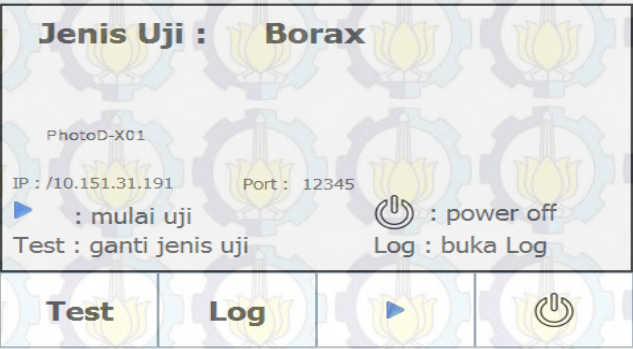 Jenis Uji : Borax
PhotoD-X01
IP : /10.151.31.191 Port : 12345
: mulai uji : power off
Test : ganti jenis uji Log : buka Log
Test Log